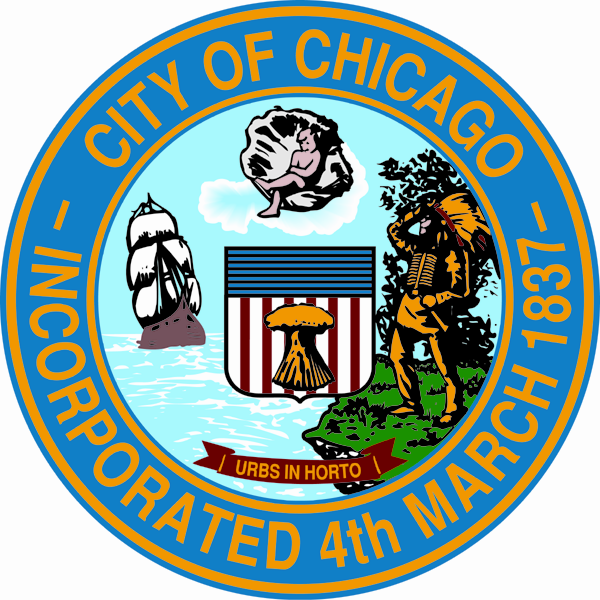 CITY OF CHICAGO
- INCORPORATED 4th MARCH 1837 -
URBS IN HORTO